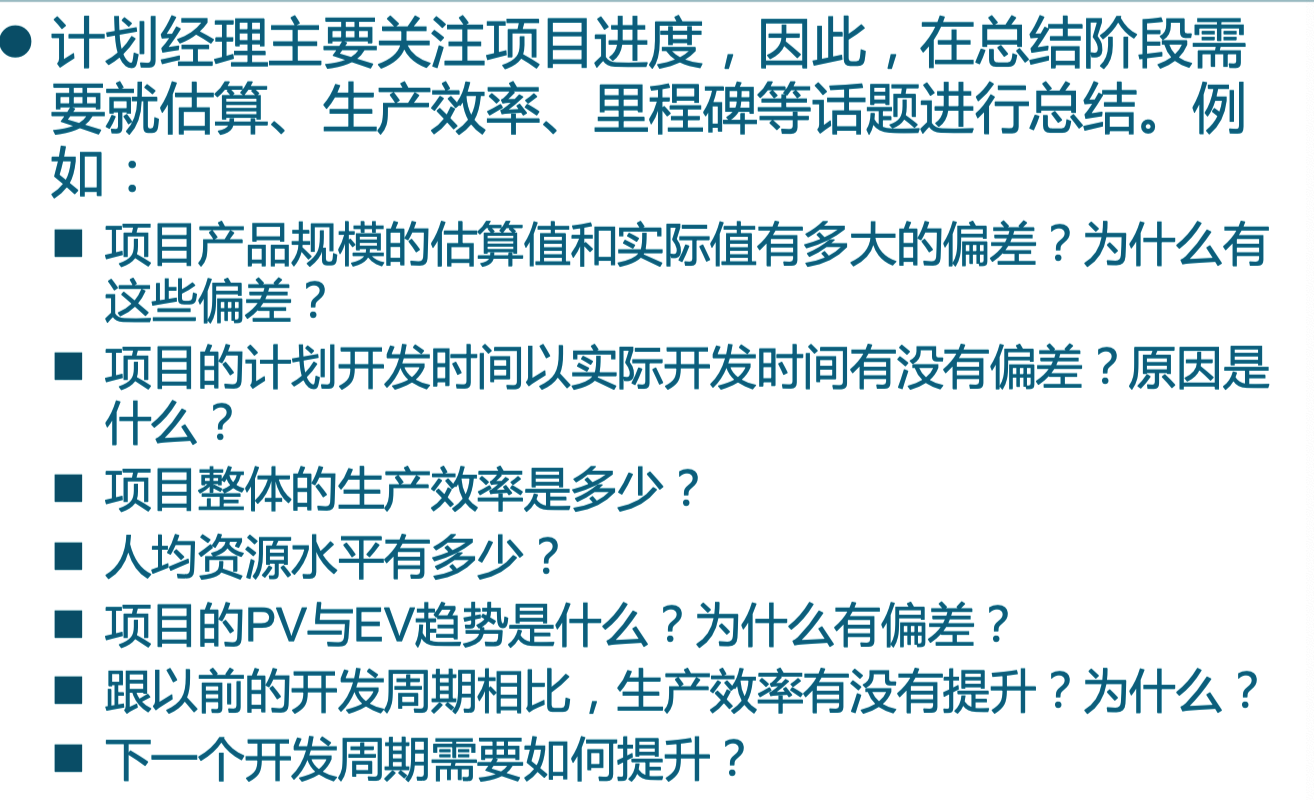 ● 计划经理主要关注项目进度，因此，在总结阶段需
要就估算、生产效率、里程碑等话题进行总结。例
如：
■ 项目产品规模的估算值和实际值有多大的偏差？为什么有
这些偏差？
■ 项目的计划开发时间以实际开发时间有没有偏差？原因是
什么？
■ 项目整体的生产效率是多少？
■ 人均资源水平有多少？
■ 项目的PV与EV趋势是什么？为什么有偏差？
■ 跟以前的开发周期相比，生产效率有没有提升？为什么？
■ 下一个开发周期需要如何提升？